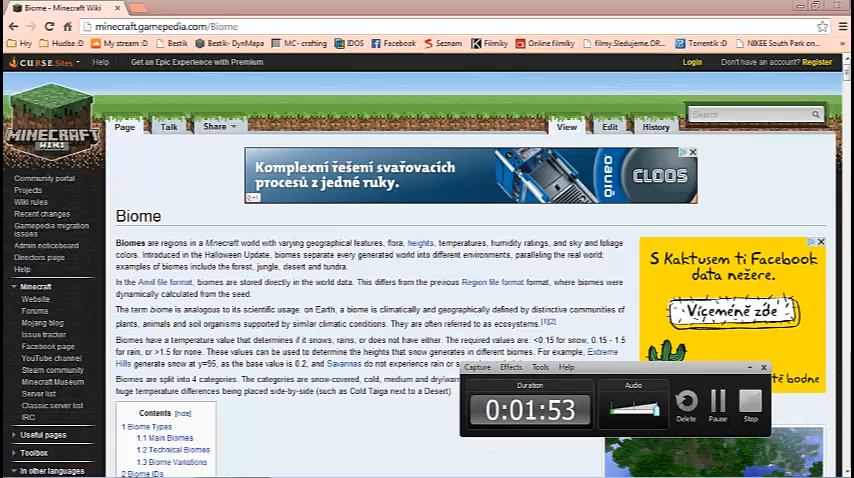 Biome - Minecraft Wiki
minecraft.gamepedia.com/Biome
Hry Hudba :D My stream :D Bestik Bestik- DynMapa MC- crafting IDOS Facebook Seznam Filmiky Online filmiky filmy.Sledujeme.OR... Torrentik :D NIKEE South Park on...
CURSE Sites Help Get an Epic Experience with Premium Login Don't have an account? Register
MINECRAFT
WIKI
Page Talk Share View Edit History Search
Komplexní řešení svařovacích
procesů z jedné ruky.
CLOOS
Community portal
Projects
Wiki rules
Recent changes
Gamepedia migration
issues
Admin noticeboard
Directors page
Help
Minecraft
Website
Forums
Mojang blog
Issue tracker
Facebook page
YouTube channel
Steam community
Minecraft Museum
Server list
Classic server list
IRC
Useful pages
Toolbox
In other languages
Biome
Biomes are regions in a Minecraft world with varying geographical features, flora, heights, temperatures, humidity ratings, and sky and foliage
colors. Introduced in the Halloween Update, biomes separate every generated world into different environments, paralleling the real world;
examples of biomes include the forest, jungle, desert and tundra.
In the Anvil file format, biomes are stored directly in the world data. This differs from the previous Region file format format, where biomes were
dynamically calculated from the seed.
The term biome is analogous to its scientific usage: on Earth, a biome is climatically and geographically defined by distinctive communities of
plants, animals and soil organisms supported by similar climatic conditions. They are often referred to as ecosystems.[1][2]
Biomes have a temperature value that determines if it snows, rains, or does not have either. The required values are: <0.15 for snow, 0.15 - 1.5
for rain, or >1.5 for none. These values can be used to determine the heights that snow generates in different biomes. For example, Extreme
Hills generate snow at y=95, as the base value is 0.2, and Savannas do not experience rain or
Biomes are split into 4 categories. The categories are snow-covered, cold, medium and dry/warm
huge temperature differences being placed side-by-side (such as Cold Taiga next to a Desert).
Contents [hide]
1 Biome Types
1.1 Main Biomes
1.2 Technical Biomes
1.3 Biome Variations
2 Biome IDs
S Kaktusem ti Facebook
data nežere.
Víceméně zde
bodne
Capture Effects Tools Help
Duration Audio
0:01:53
Delete Pause Stop